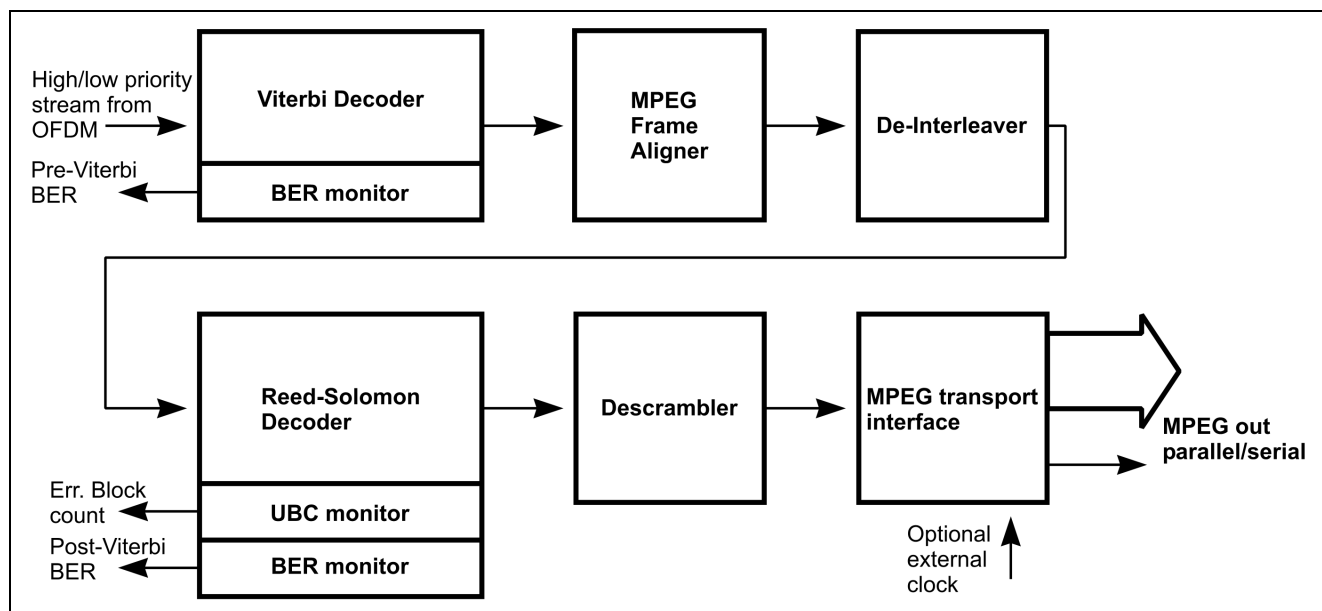 High/low priority
stream from
OFDM
Viterbi Decoder
Pre-Viterbi
BER
BER monitor
MPEG
Frame
Aligner
De-Interleaver
Reed-Solomon
Decoder
Err. Block
count
UBC monitor
Post-Viterbi
BER
BER monitor
Descrambler
MPEG transport
interface
MPEG out
parallel/serial
Optional
external
clock